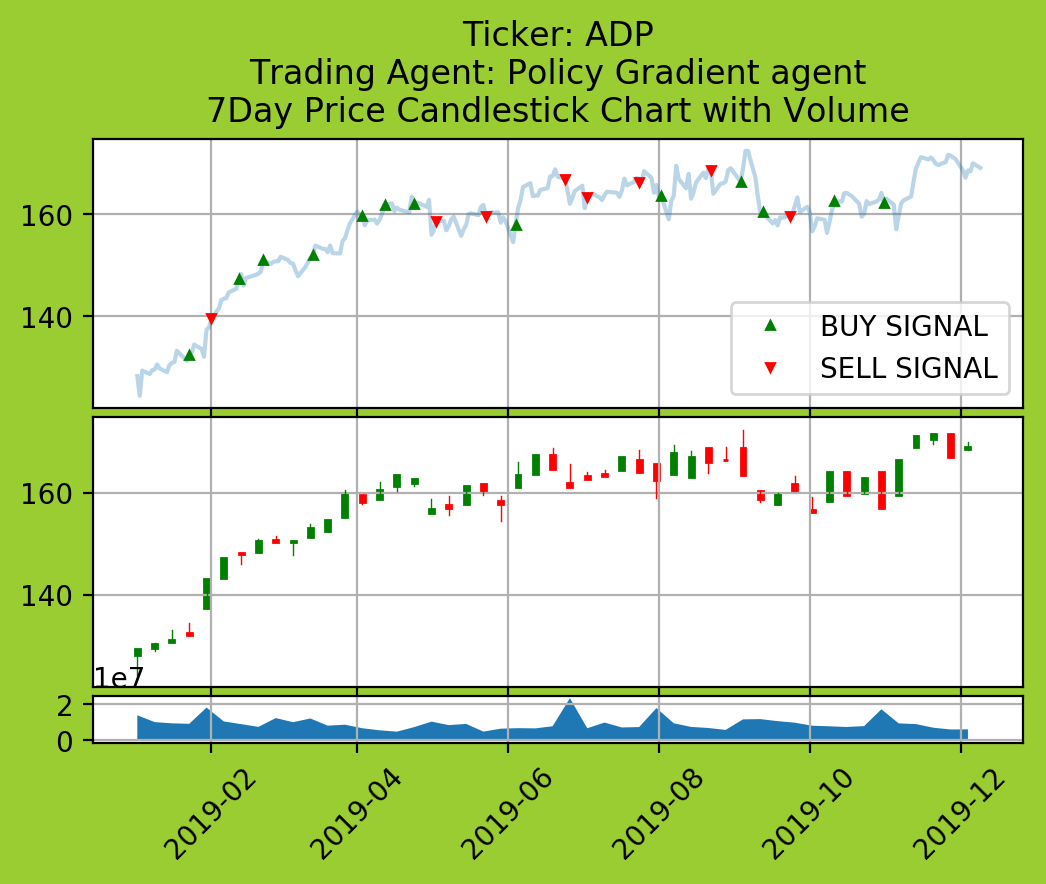 Ticker: ADP
Trading Agent: Policy Gradient agent
7Day Price Candlestick Chart with Volume
160
140
BUY SIGNAL
SELL SIGNAL
160
140
1e7
2
0
2019-02
2019-04
2019-06
2019-08
2019-10
2019-12